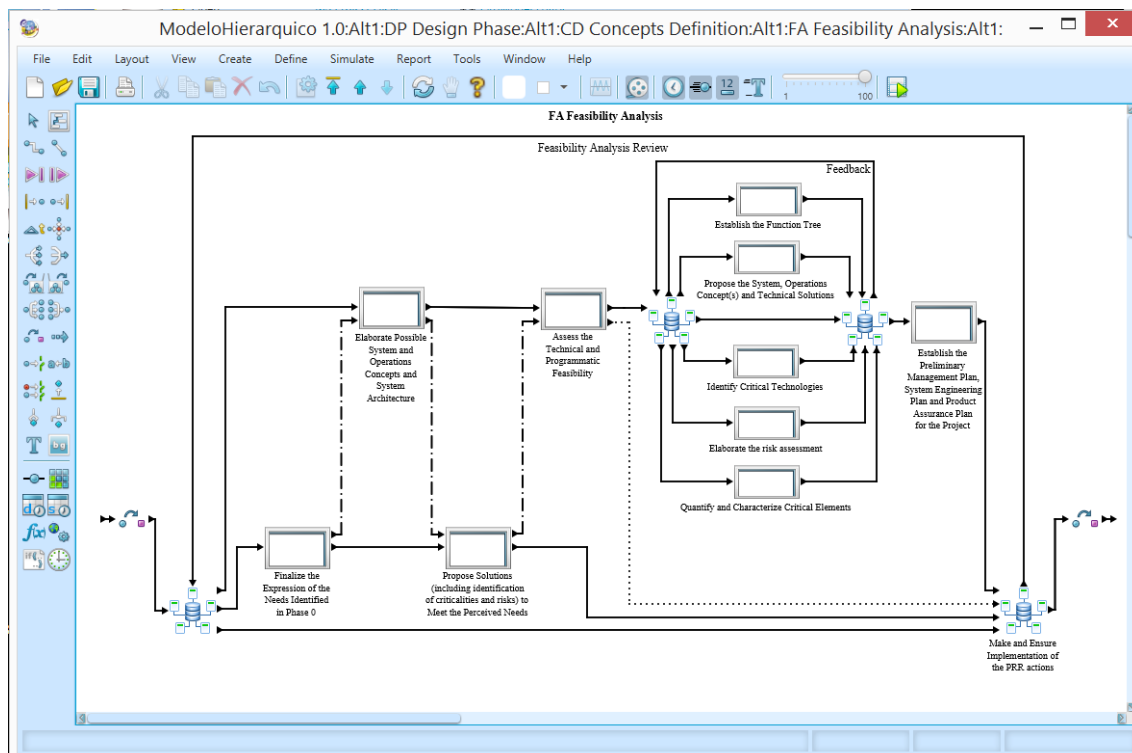 ModeloHierarquico 1.0:Alt1:DP Design Phase:Alt1:CD Concepts Definition:Alt1:FA Feasibility Analysis:Alt1:
File Edit Layout View Create Define Simulate Report Tools Window Help
12
1 100
FA Feasibility Analysis
Feasibility Analysis Review
Feedback
Establish the Function Tree
Propose the System, Operations
Concept(s) and Technical Solutions
Elaborate Possible
System and
Operations
Concepts and
System
Architecture
Assess the
Technical and
Programmatic
Feasibility
Identify Critical Technologies
Establish the
Preliminary
Management Plan,
System Engineering
Plan and Product
Assurance Plan
for the Project
Elaborate the risk assessment
Quantify and Characterize Critical Elements
Finalize the
Expression of the
Needs Identified
in Phase 0
Propose Solutions
(including identification
of criticalities and risks) to
Meet the Perceived Needs
Make and Ensure
Implementation of
the PRR actions
T
d s
f(x)